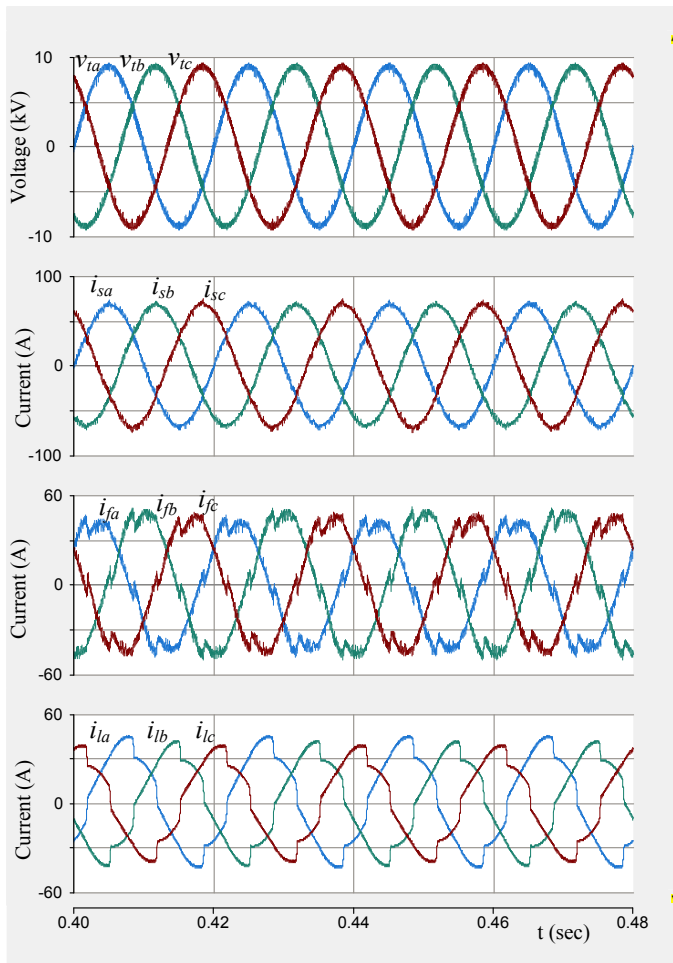 10
v_ta v_tb v_tc
Voltage (kV)
0
-10
100
i_sa i_sb i_sc
Current (A)
0
-100
60
i_fa i_fb i_fc
Current (A)
0
-60
60
i_la i_lb i_lc
Current (A)
0
-60
0.40 0.42 0.44 0.46 0.48
t (sec)